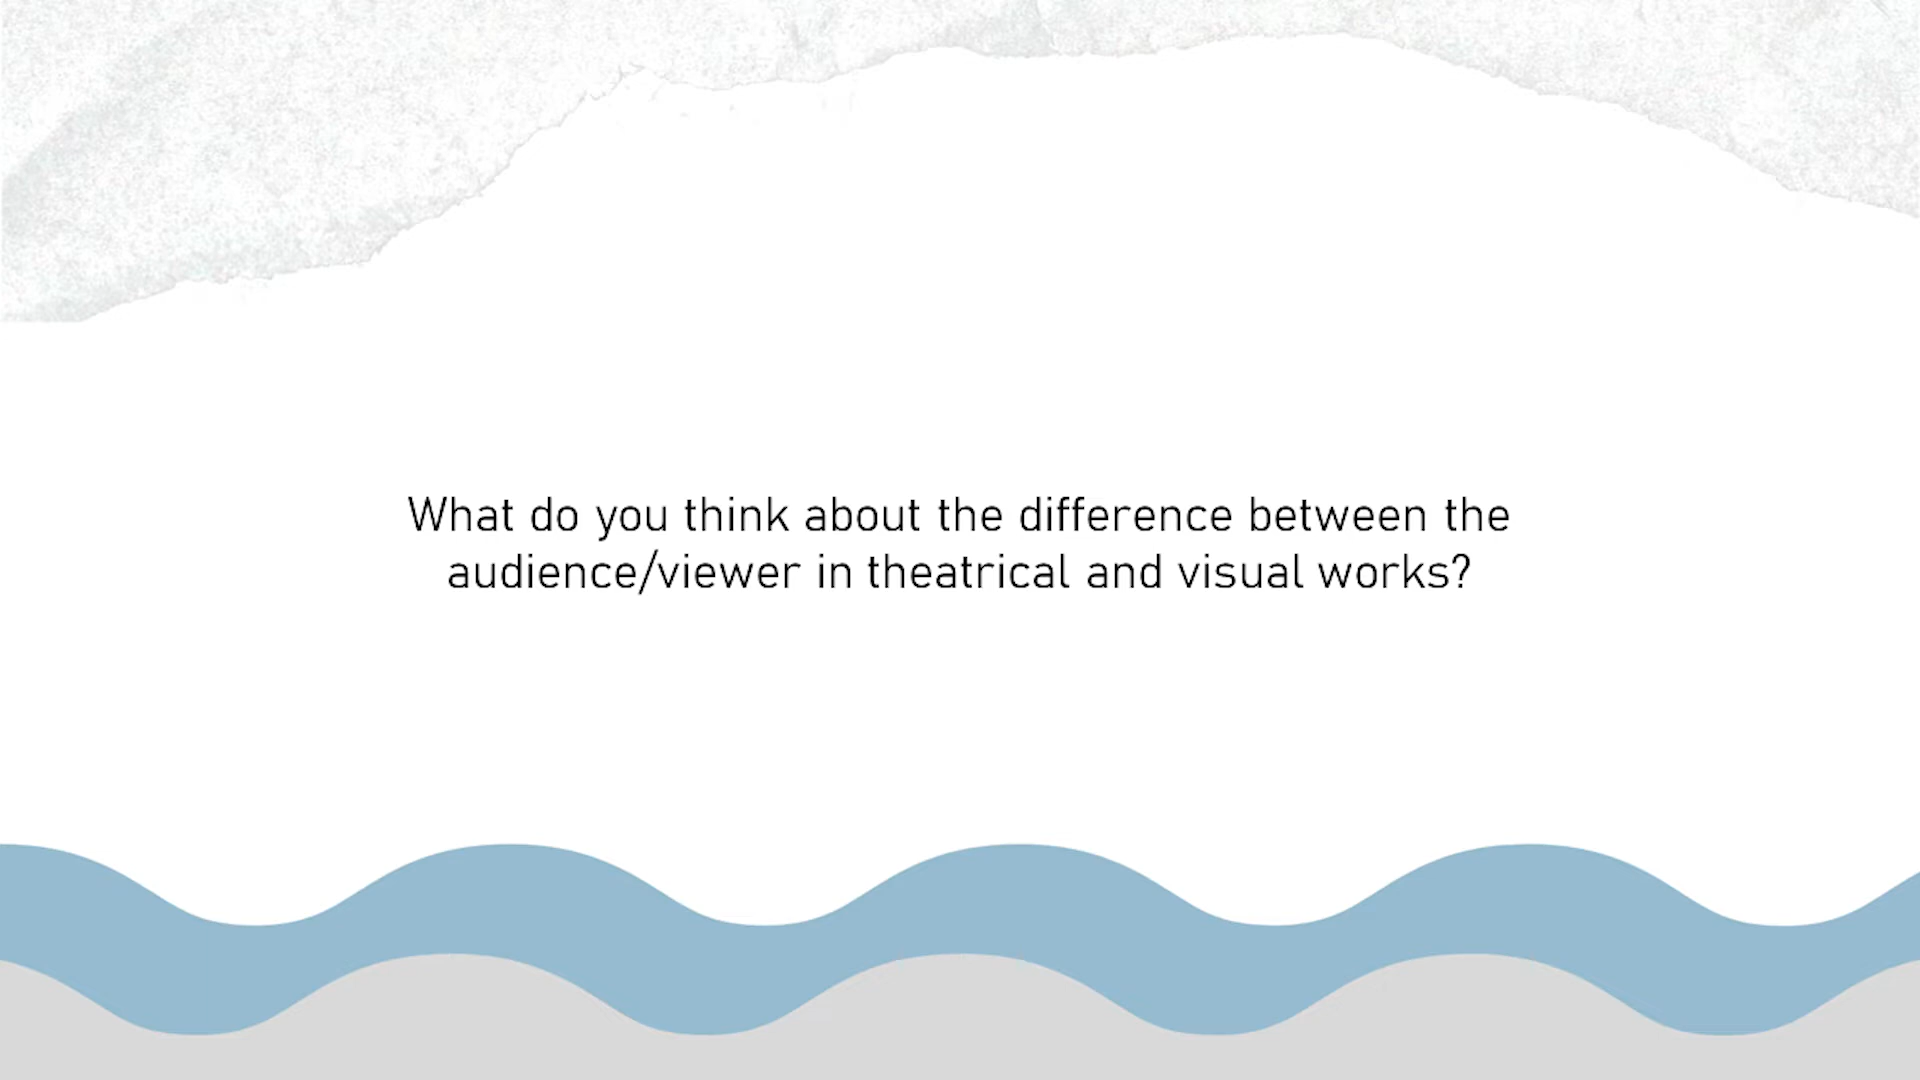 What do you think about the difference between the
audience/viewer in theatrical and visual works?